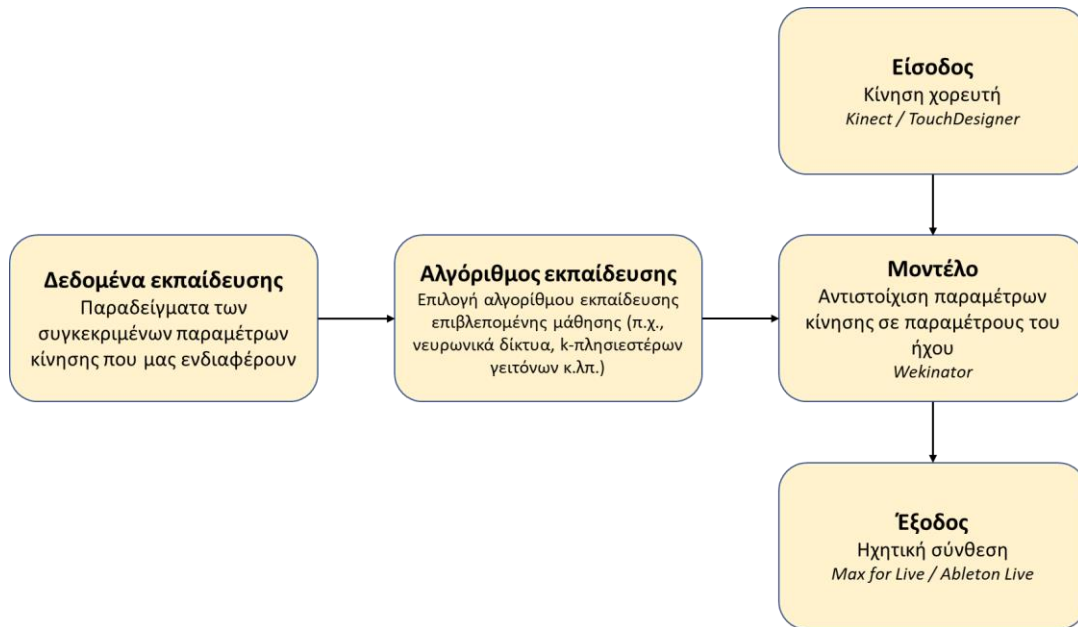 Είσοδος
Κίνηση χορευτή
Kinect / TouchDesigner
Δεδομένα εκπαίδευσης
Παραδείγματα των
συγκεκριμένων παραμέτρων
κίνησης που μας ενδιαφέρουν
Αλγόριθμος εκπαίδευσης
Επιλογή αλγορίθμου εκπαίδευσης
επιβλεπομένης μάθησης (π.χ.,
νευρωνικά δίκτυα, k-πλησιεστέρων
γειτόνων κ.λπ.)
Μοντέλο
Αντιστοίχιση παραμέτρων
κίνησης σε παραμέτρους του
ήχου
Wekinator
Έξοδος
Ηχητική σύνθεση
Max for Live / Ableton Live